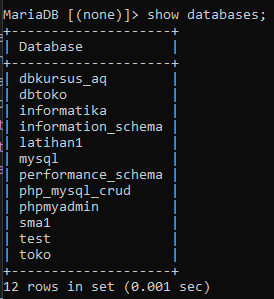 MariaDB [(none)]> show databases;
+--------------------+
| Database           |
+--------------------+
| dbkursus_aq        |
| dbtoko             |
| informatika        |
| information_schema |
| latihan1           |
| mysql              |
| performance_schema |
| php_mysql_crud     |
| phpmyadmin         |
| sma1               |
| test               |
| toko               |
+--------------------+
12 rows in set (0.001 sec)